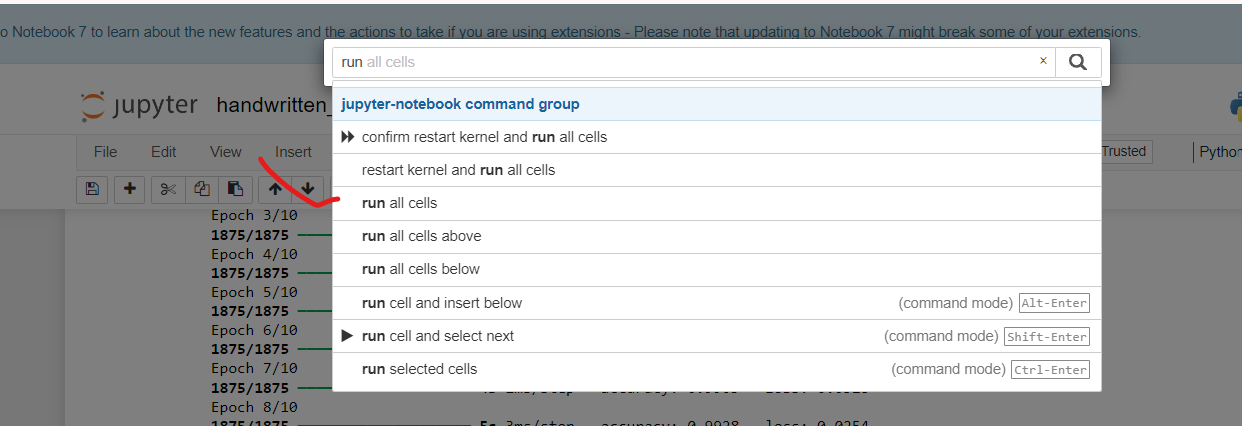 o Notebook 7 to learn about the new features and the actions to take if you are using extensions - Please note that updating to Notebook 7 might break some of your extensions.
run all cells ×
jupyter handwritten_
jupyter-notebook command group
confirm restart kernel and run all cells
File Edit View Insert Trusted Python
restart kernel and run all cells
run all cells
Epoch 3/10
1875/1875
run all cells above
Epoch 4/10
1875/1875
run all cells below
Epoch 5/10
1875/1875
run cell and insert below (command mode) Alt-Enter
Epoch 6/10
1875/1875
run cell and select next (command mode) Shift-Enter
Epoch 7/10
1875/1875
run selected cells (command mode) Ctrl-Enter
Epoch 8/10
1875/1875 5s 3ms/step accuracy: 0.9928 loss: 0.0254